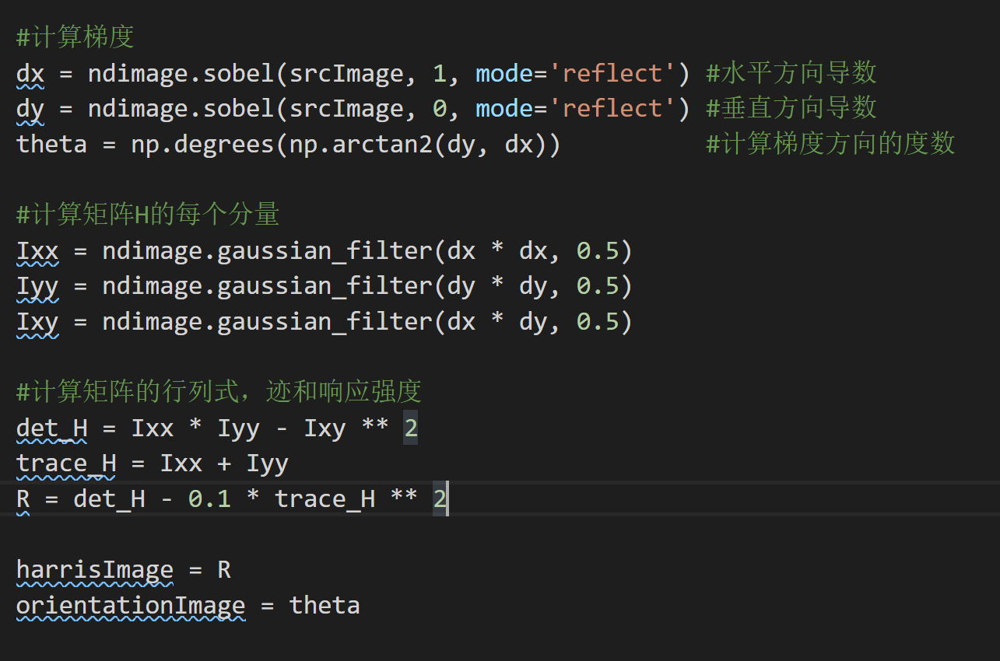 #计算梯度
dx = ndimage.sobel(srcImage, 1, mode='reflect') #水平方向导数
dy = ndimage.sobel(srcImage, 0, mode='reflect') #垂直方向导数
theta = np.degrees(np.arctan2(dy, dx))          #计算梯度方向的度数
#计算矩阵H的每个分量
Ixx = ndimage.gaussian_filter(dx * dx, 0.5)
Iyy = ndimage.gaussian_filter(dy * dy, 0.5)
Ixy = ndimage.gaussian_filter(dx * dy, 0.5)
#计算矩阵的行列式，迹和响应强度
det_H = Ixx * Iyy - Ixy ** 2
trace_H = Ixx + Iyy
R = det_H - 0.1 * trace_H ** 2
harrisImage = R
orientationImage = theta